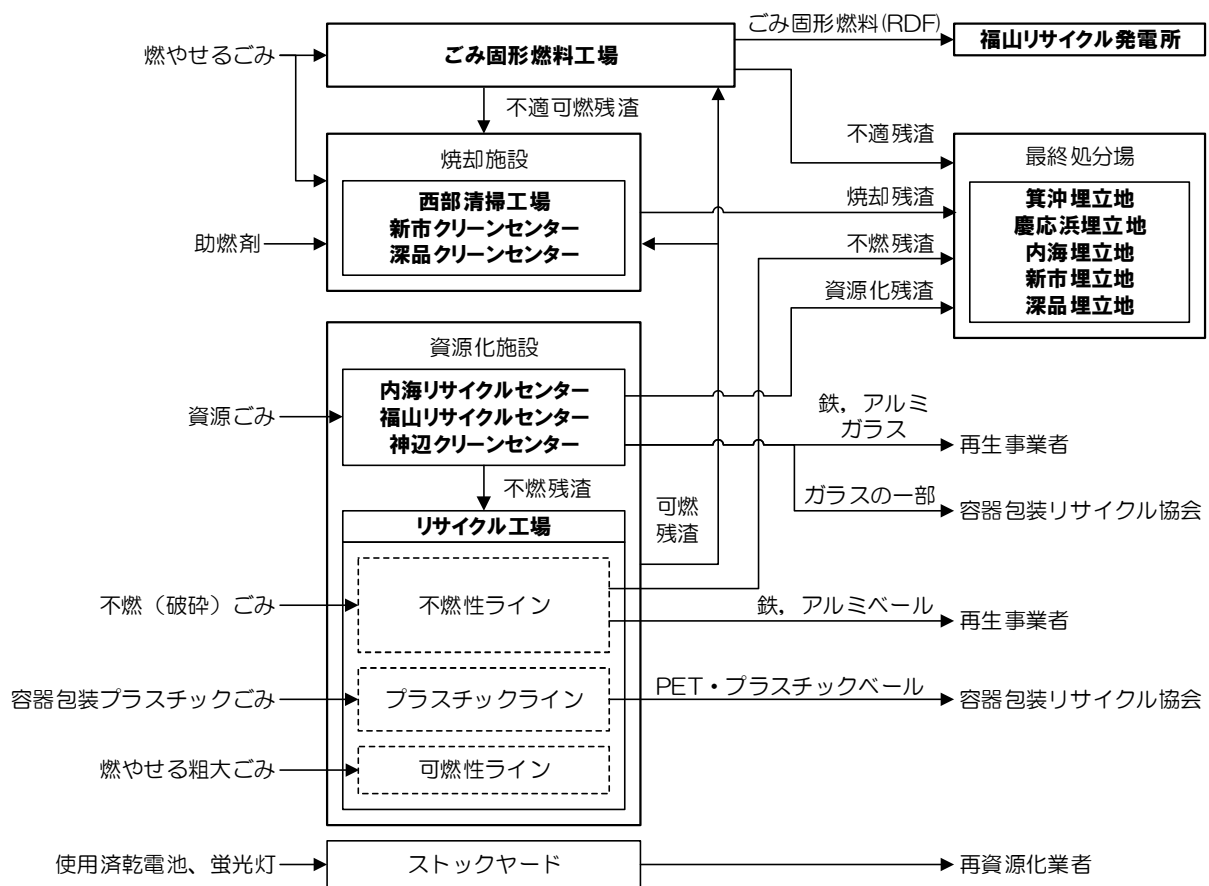 ごみ固形燃料(RDF)
燃やせるごみ
ごみ固形燃料工場
福山リサイクル発電所
不適可燃残渣
不適残渣
焼却施設
最終処分場
西部清掃工場
新市クリーンセンター
深品クリーンセンター
助燃剤
焼却残渣
不燃残渣
資源化残渣
箕沖埋立地
慶応浜埋立地
内海埋立地
新市埋立地
深品埋立地
資源化施設
内海リサイクルセンター
福山リサイクルセンター
神辺クリーンセンター
資源ごみ
鉄，アルミ
ガラス
再生事業者
不燃残渣
ガラスの一部
容器包装リサイクル協会
可燃
残渣
リサイクル工場
不燃（破砕）ごみ
不燃性ライン
鉄，アルミベール
再生事業者
容器包装プラスチックごみ
プラスチックライン
PET・プラスチックベール
容器包装リサイクル協会
燃やせる粗大ごみ
可燃性ライン
使用済乾電池、蛍光灯
ストックヤード
再資源化業者